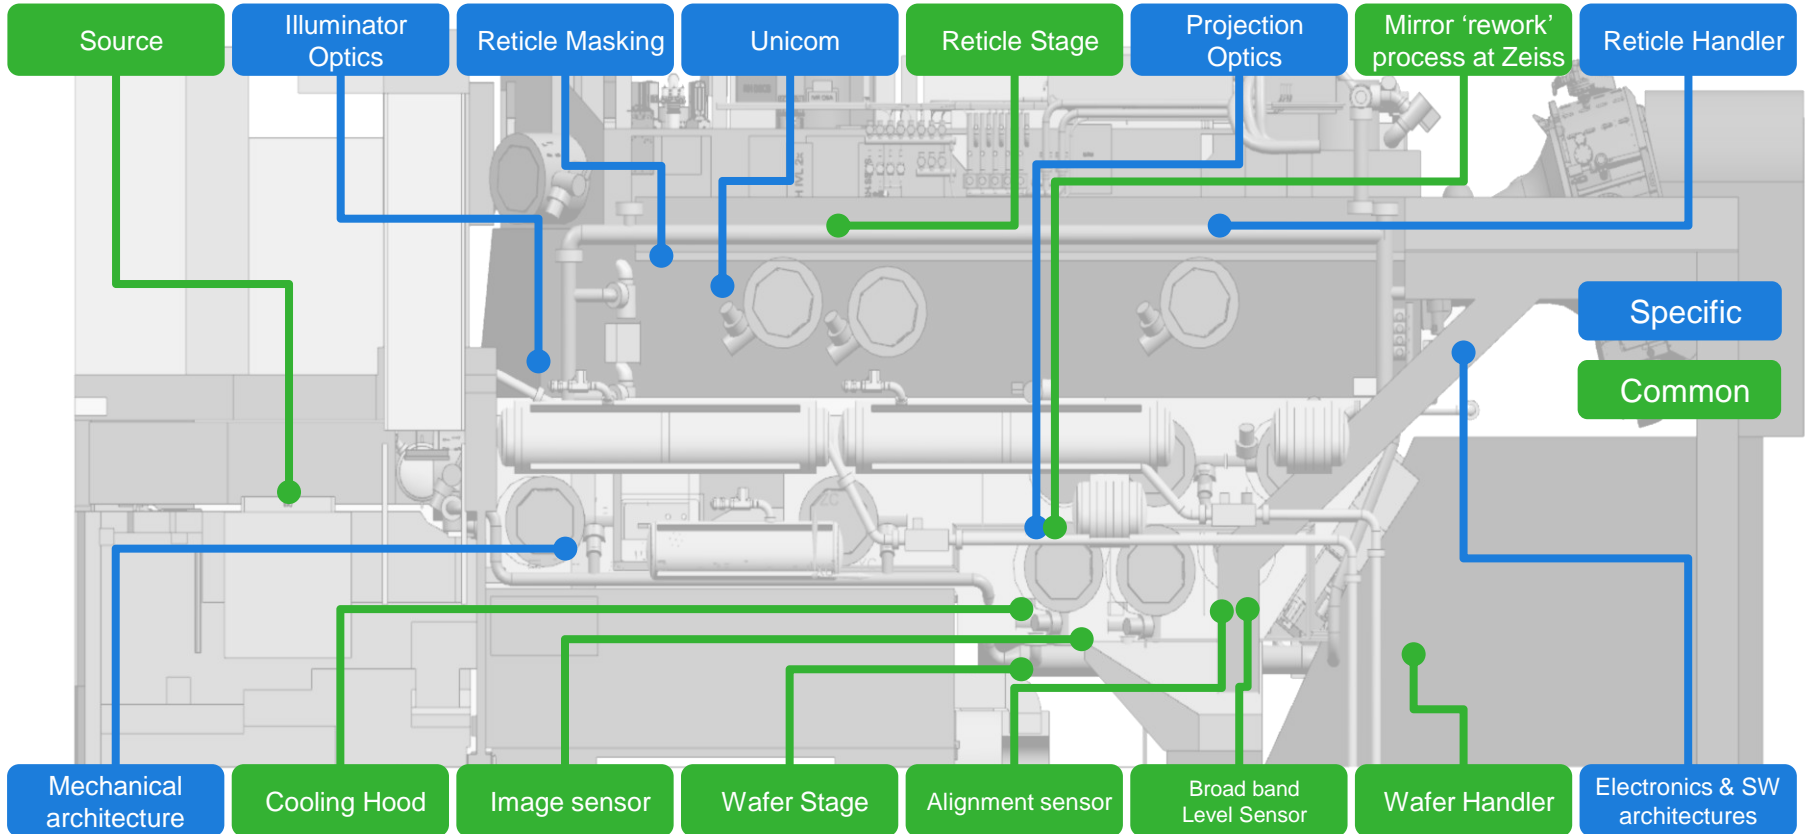 Source
Illuminator
Optics
Reticle Masking
Unicom
Reticle Stage
Projection
Optics
Mirror ‘rework’
process at Zeiss
Reticle Handler
Specific
Common
Mechanical
architecture
Cooling Hood
Image sensor
Wafer Stage
Alignment sensor
Broad band
Level Sensor
Wafer Handler
Electronics & SW
architectures